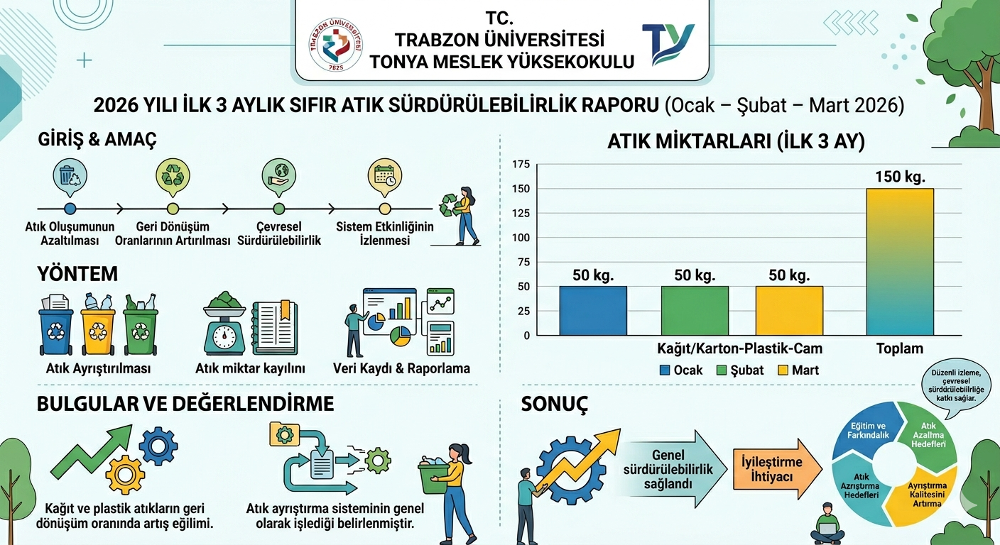 TC.
TRABZON ÜNİVERSİTESİ
TONYA MESLEK YÜKSEKOKULU
TRABZON ÜNİVERSİTESİ
TY
2026 YILI İLK 3 AYLIK SIFIR ATIK SÜRDÜRÜLEBİLİRLİK RAPORU (Ocak – Şubat – Mart 2026)
GİRİŞ & AMAÇ
Atık Oluşumunun
Azaltılması
Geri Dönüşüm
Oranlarının Artırılması
Çevresel
Sürdürülebilirlik
Sistem Etkinliğinin
İzlenmesi
YÖNTEM
Atık Ayrıştırılması
Atık miktar kayılını
Veri Kaydı & Raporlama
ATIK MİKTARLARI (İLK 3 AY)
175
150
125
100
75
50
25
0
50 kg.
50 kg.
50 kg.
150 kg.
Kağıt/Karton-Plastik-Cam
Toplam
Ocak
Şubat
Mart
BULGULAR VE DEĞERLENDİRME
Kağıt ve plastik atıkların geri
dönüşüm oranında artış eğilimi.
Atık ayrıştırma sisteminin genel
olarak işlediği belirlenmiştir.
SONUÇ
Genel
sürdürülebilirlik
sağlandı
İyileştirme
İhtiyacı
Düzenli izleme,
çevresel
katkı sağlar.
Eğitim ve
Farkındalık
Atık
Hedefleri
Atık
Azrıştırma
Hedefleri
Ayrıştırma
Kalitesini
Artırma